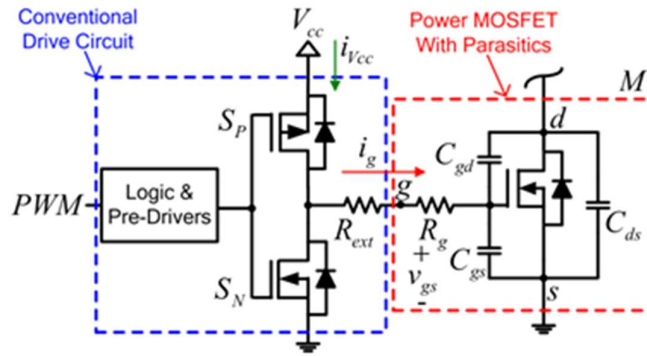 Conventional
Drive Circuit
V_cc
i_Vcc
Power MOSFET
With Parasitics
M
S_P
d
i_g
C_gd
g
PWM
Logic &
Pre-Drivers
R_ext
R_g
C_ds
+
v_gs
-
C_gs
S_N
s